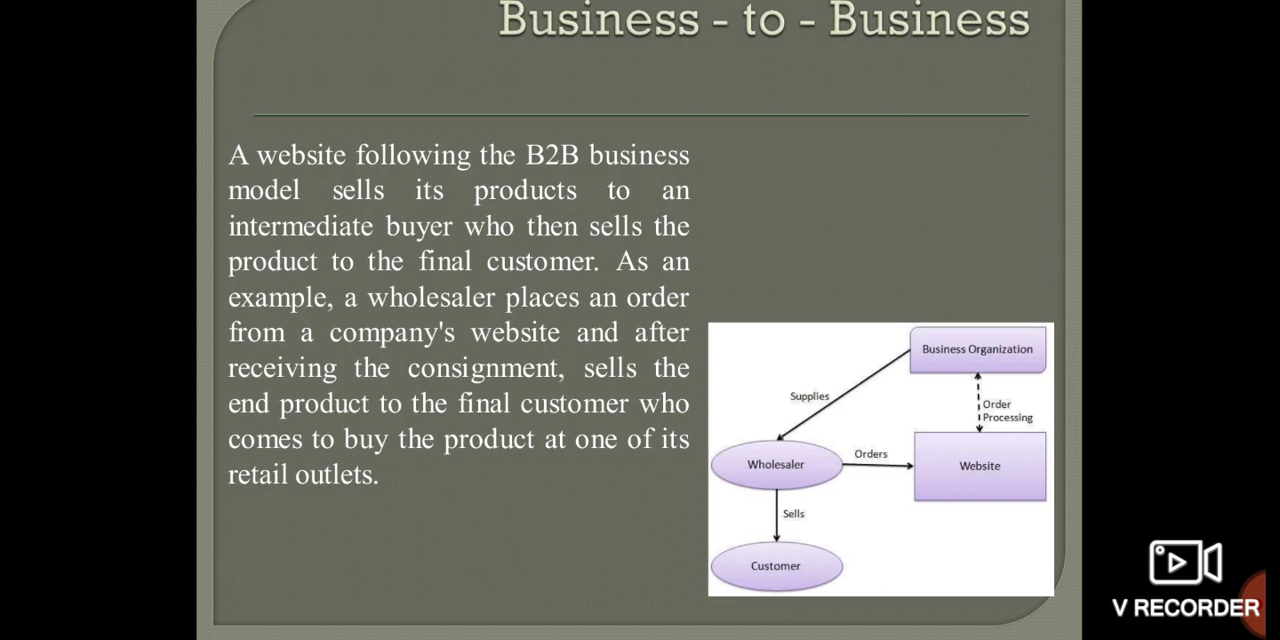 Business - to - Business
A website following the B2B business
model sells its products to an
intermediate buyer who then sells the
product to the final customer. As an
example, a wholesaler places an order
from a company's website and after
receiving the consignment, sells the
end product to the final customer who
comes to buy the product at one of its
retail outlets.
Business Organization
Supplies
Order
Processing
Wholesaler
Orders
Website
Sells
Customer
V RECORDER